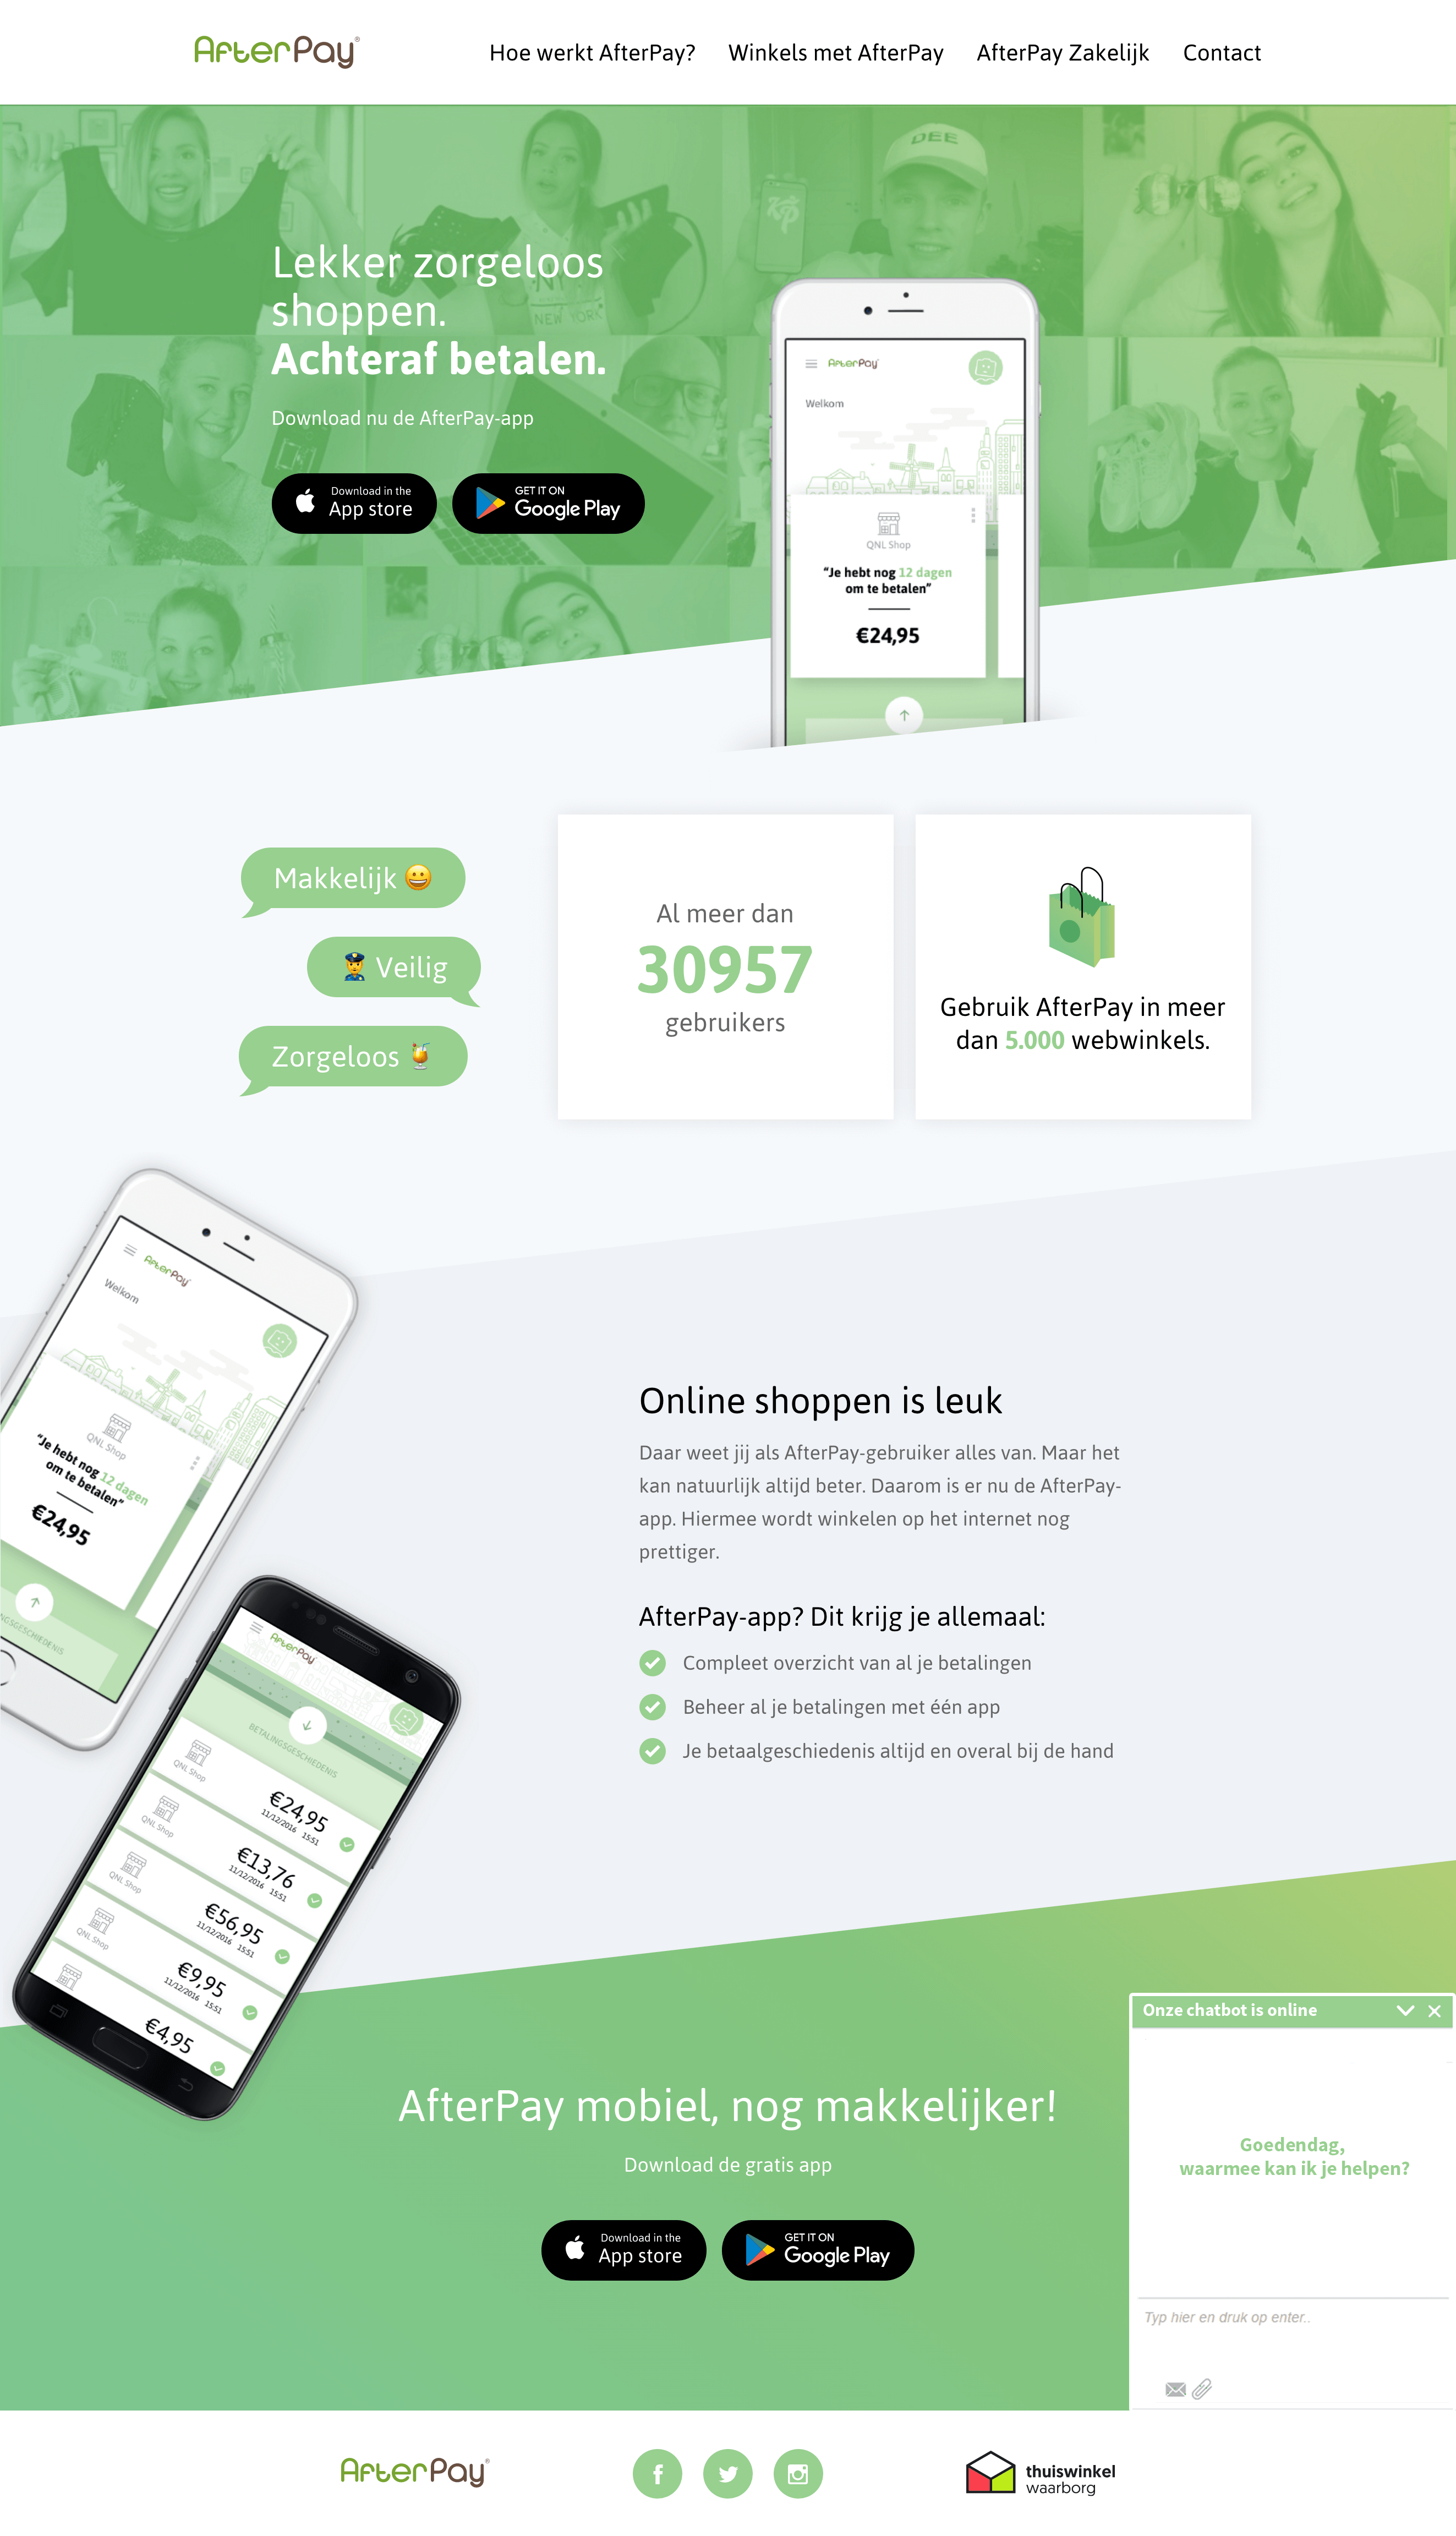 AfterPay®
Hoe werkt AfterPay?
Winkels met AfterPay
AfterPay Zakelijk
Contact
DEE
NEW YORK
Lekker zorgeloos
shoppen.
Achteraf betalen.
Download nu de AfterPay-app
Download in the
App store
GET IT ON
Google Play
AfterPay
Welkom
QNL Shop
“Je hebt nog 12 dagen
om te betalen”
€24,95
Makkelijk 😀
👮 Veilig
Zorgeloos 🍹
Al meer dan
30957
gebruikers
Gebruik AfterPay in meer
dan 5.000 webwinkels.
AfterPay
Welkom
QNL Shop
“Je hebt nog 12 dagen
om te betalen”
€24,95
AfterPay
BETALINGSGESCHIEDENIS
QNL Shop
€24,95
11/12/2016 15:51
QNL Shop
€13,76
11/12/2016 15:51
QNL Shop
€56,95
11/12/2016 15:51
QNL Shop
€9,95
11/12/2016 15:51
€4,95
Online shoppen is leuk
Daar weet jij als AfterPay-gebruiker alles van. Maar het
kan natuurlijk altijd beter. Daarom is er nu de AfterPay-
app. Hiermee wordt winkelen op het internet nog
prettiger.
AfterPay-app? Dit krijg je allemaal:
Compleet overzicht van al je betalingen
Beheer al je betalingen met één app
Je betaalgeschiedenis altijd en overal bij de hand
AfterPay mobiel, nog makkelijker!
Download de gratis app
Download in the
App store
GET IT ON
Google Play
Onze chatbot is online
Goedendag,
waarmee kan ik je helpen?
Typ hier en druk op enter..
AfterPay®
thuiswinkel
waarborg